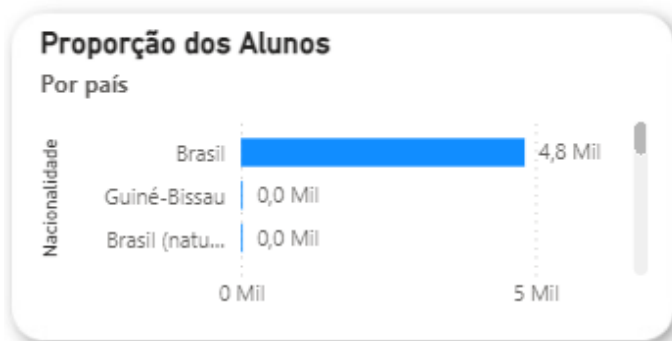 Proporção dos Alunos
Por país
Nacionalidade
Brasil 4,8 Mil
Guiné-Bissau 0,0 Mil
Brasil (natu... 0,0 Mil
0 Mil 5 Mil